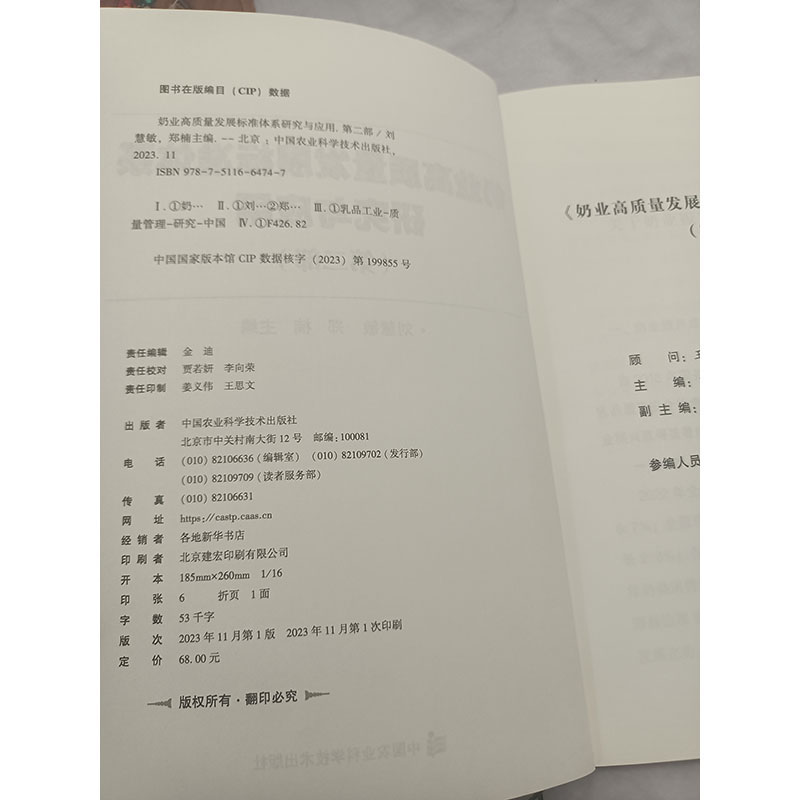 图书在版编目（CIP）数据
奶业高质量发展标准体系研究与应用. 第二部 / 刘
慧敏, 郑楠主编. -- 北京 : 中国农业科学技术出版社,
2023. 11
ISBN 978-7-5116-6474-7
Ⅰ. ①奶… Ⅱ. ①刘…②郑… Ⅲ. ①乳品工业-质
量管理-研究-中国 Ⅳ. ①F426. 82
中国国家版本馆 CIP 数据核字（2023）第 199855 号
责任编辑 金 迪
责任校对 贾若妍 李向荣
责任印制 姜义伟 王思文
出版者 中国农业科学技术出版社
北京市中关村南大街 12 号 邮编:100081
电 话 (010) 82106636（编辑室） (010) 82109702（发行部）
(010) 82109709（读者服务部）
传 真 (010) 82106631
网 址 https://castp.caas.cn
经销者 各地新华书店
印刷者 北京建宏印刷有限公司
开 本 185mm×260mm 1/16
印 张 6 折页 1 面
字 数 53 千字
版 次 2023 年 11 月第 1 版 2023 年 11 月第 1 次印刷
定 价 68. 00 元
版权所有·翻印必究
《奶业高质量发展
（
顾 问:
主 编:
副主编:
参编人员